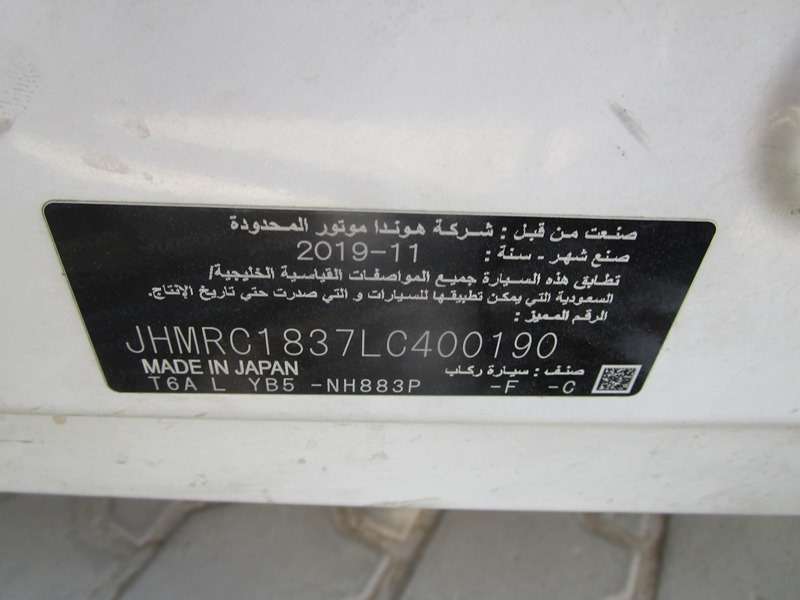 صنعت من قبل : شركة هوندا موتور المحدودة
صنع شهر - سنة : 2019-11
تطابق هذه السيارة جميع المواصفات القياسية الخليجية/
السعودية التي يمكن تطبيقها للسيارات و التي صدرت حتى تاريخ الإنتاج.
الرقم المميز :
JHMRC1837LC400190
MADE IN JAPAN صنف : سيارة ركاب
T6A L YB5 -NH883P -F -C